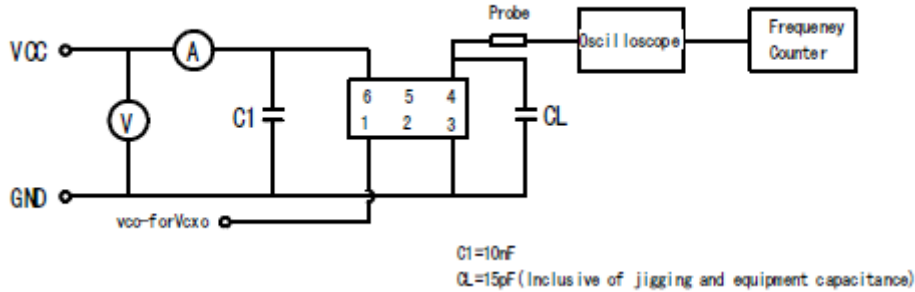 Probe
VCC
A
Oscilloscope
Frequency
Counter
V
C1
6 5 4
1 2 3
CL
GND
vco-forVcxo
C1=10nF
CL=15pF(Inclusive of jigging and equipment capacitance)